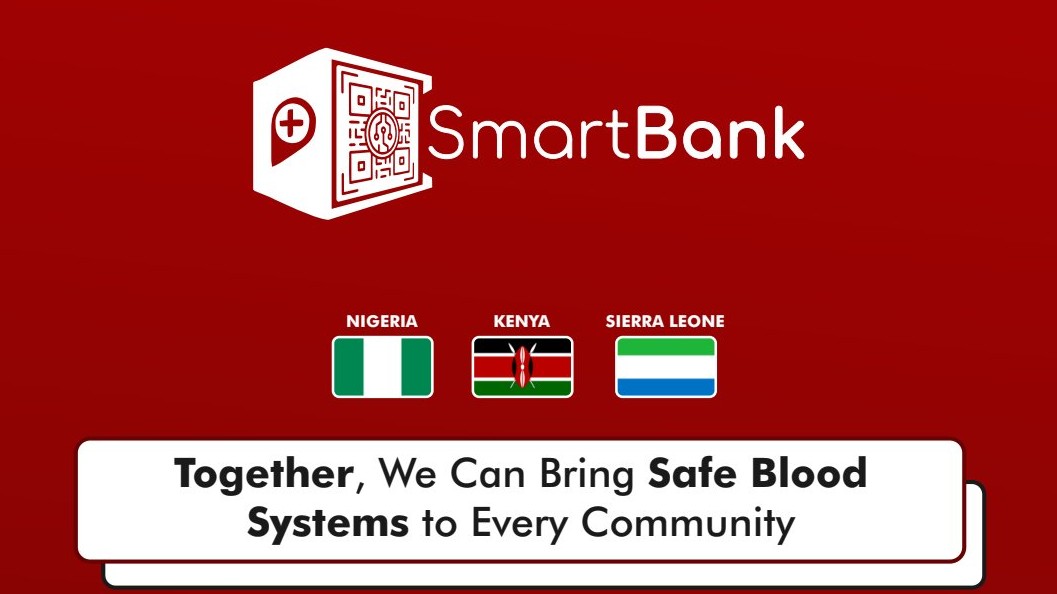 SmartBank
NIGERIA
KENYA
SIERRA LEONE
Together, We Can Bring Safe Blood
Systems to Every Community